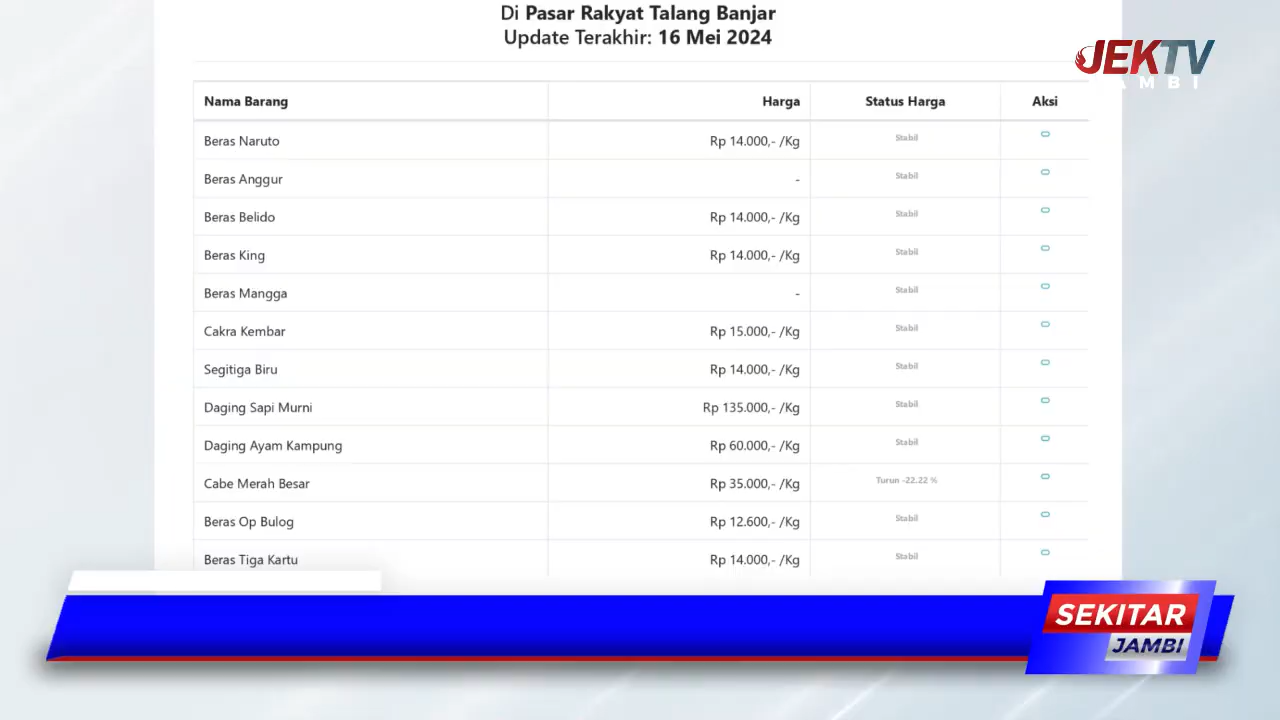 Di Pasar Rakyat Talang Banjar
Update Terakhir: 16 Mei 2024
JEKTV
JAMBI
Nama Barang Harga Status Harga Aksi
Beras Naruto Rp 14.000,- /Kg Stabil
Beras Anggur - Stabil
Beras Belido Rp 14.000,- /Kg Stabil
Beras King Rp 14.000,- /Kg Stabil
Beras Mangga - Stabil
Cakra Kembar Rp 15.000,- /Kg Stabil
Segitiga Biru Rp 14.000,- /Kg Stabil
Daging Sapi Murni Rp 135.000,- /Kg Stabil
Daging Ayam Kampung Rp 60.000,- /Kg Stabil
Cabe Merah Besar Rp 35.000,- /Kg Turun -22.22 %
Beras Op Bulog Rp 12.600,- /Kg Stabil
Beras Tiga Kartu Rp 14.000,- /Kg Stabil
SEKITAR
JAMBI